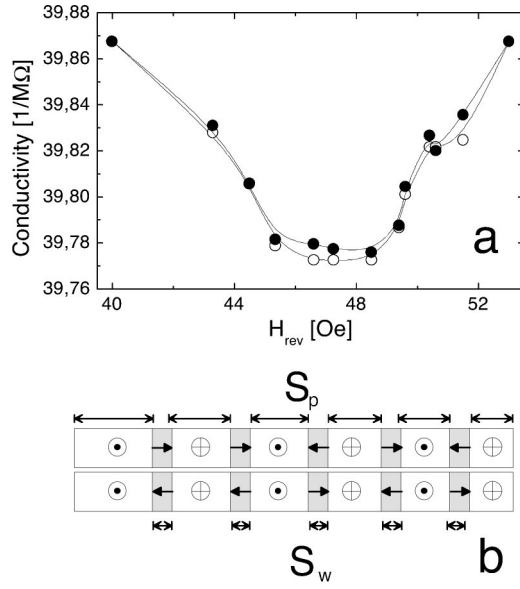 39,88
39,86
39,84
39,82
39,80
39,78
39,76
Conductivity [1/MΩ]
40 44 48 52
H_rev [Oe]
a
S_p
S_w
b